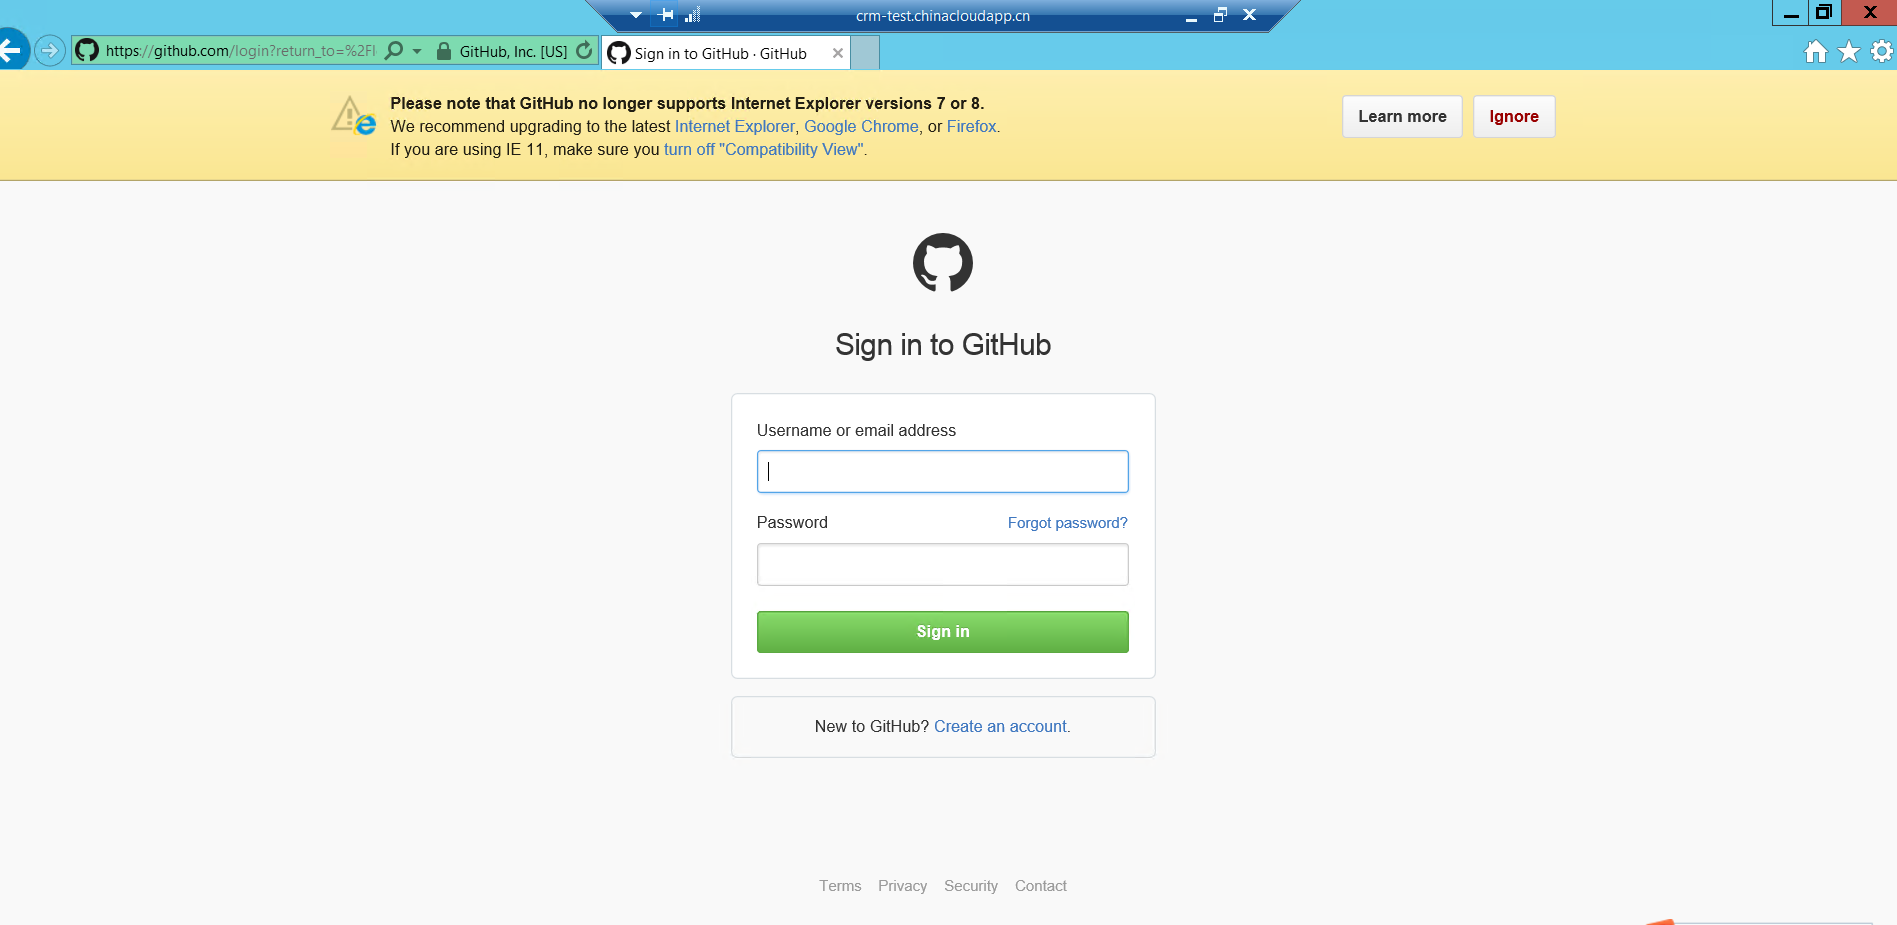 crm-test.chinacloudapp.cn
https://github.com/login?return_to=%2F
GitHub, Inc. [US]
Sign in to GitHub · GitHub
Please note that GitHub no longer supports Internet Explorer versions 7 or 8.
We recommend upgrading to the latest Internet Explorer, Google Chrome, or Firefox.
If you are using IE 11, make sure you turn off "Compatibility View".
Learn more
Ignore
Sign in to GitHub
Username or email address
Password
Forgot password?
Sign in
New to GitHub? Create an account.
Terms Privacy Security Contact